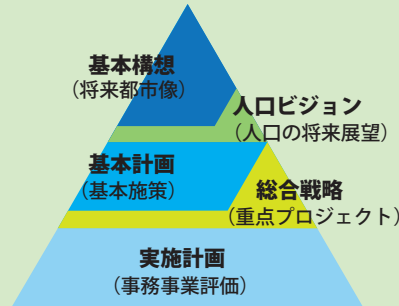 基本構想
（将来都市像）
人口ビジョン
（人口の将来展望）
基本計画
（基本施策）
総合戦略
（重点プロジェクト）
実施計画
（事務事業評価）